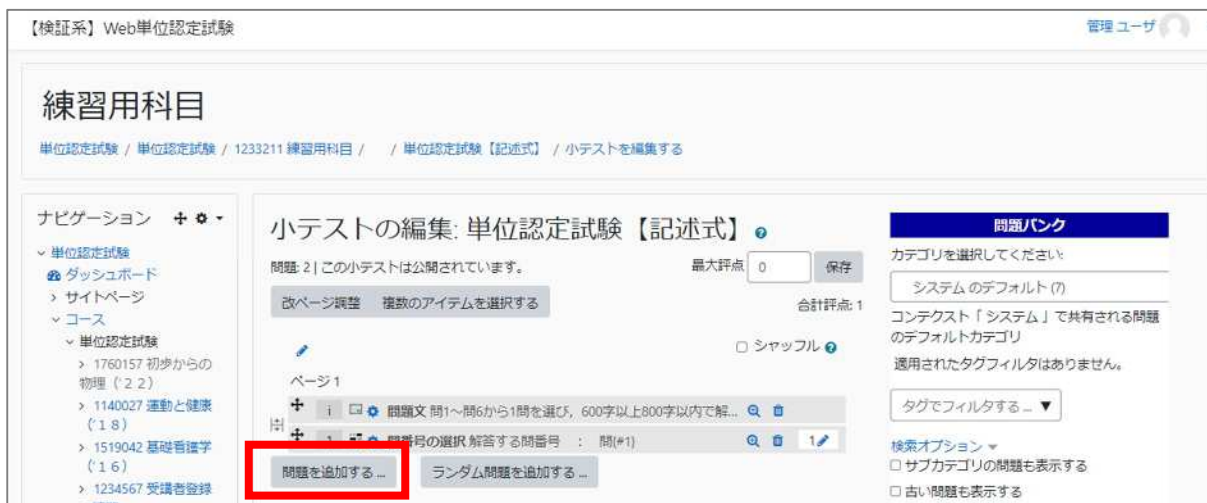 【検証系】Web単位認定試験
管理 ユーザ
練習用科目
単位認定試験 / 単位認定試験 / 1233211 練習用科目 / / 単位認定試験【記述式】 / 小テストを編集する
ナビゲーション
単位認定試験
ダッシュボード
サイトページ
コース
単位認定試験
1760157 初歩からの
物理('22)
1140027 運動と健康
('18)
1519042 基礎看護学
('16)
1234567 受講者登録
小テストの編集: 単位認定試験【記述式】
問題: 2 | この小テストは公開されています。
最大評点 0 保存
改ページ調整 複数のアイテムを選択する
合計評点: 1
シャッフル
ページ 1
i 問題文 問1~問6から1問を選び,600字以上800字以内で解...
1 問番号の選択 解答する問番号 : 問(#1) 1
問題を追加する ...
ランダム問題を追加する ...
問題バンク
カテゴリを選択してください:
システム のデフォルト (7)
コンテクスト「 システム 」で共有される問題
のデフォルトカテゴリ
適用されたタグフィルタはありません。
タグでフィルタする ... ▼
検索オプション
サブカテゴリの問題も表示する
古い問題も表示する